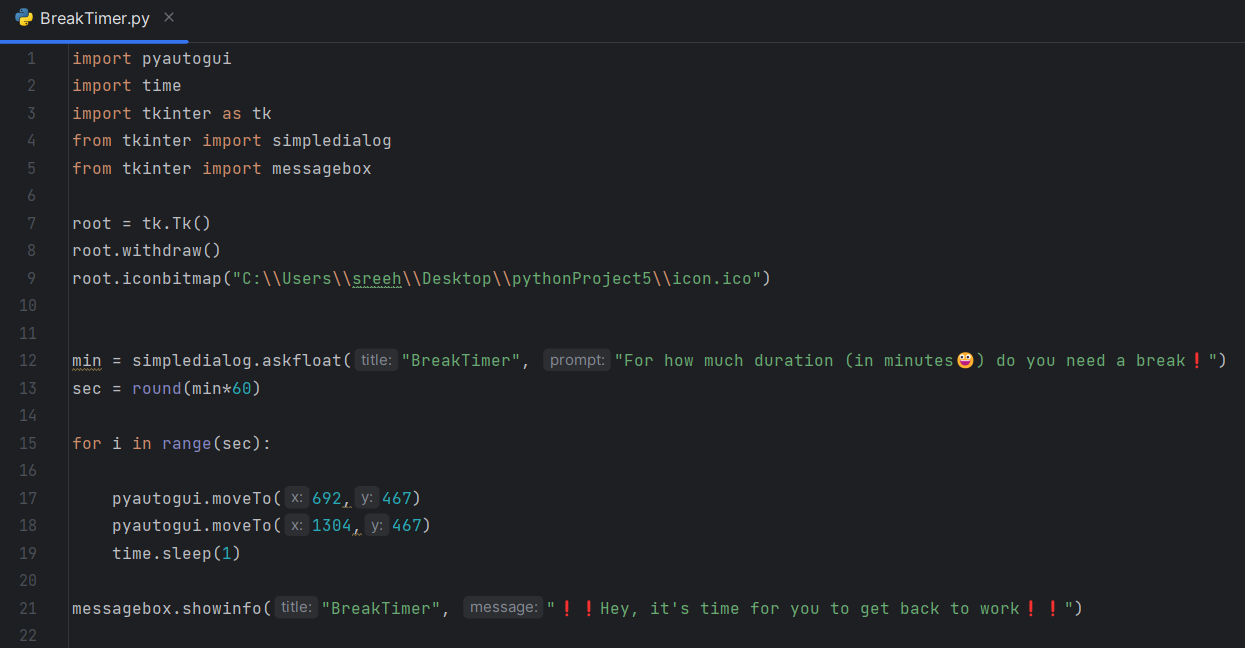 BreakTimer.py ×
1 import pyautogui
2 import time
3 import tkinter as tk
4 from tkinter import simpledialog
5 from tkinter import messagebox
6
7 root = tk.Tk()
8 root.withdraw()
9 root.iconbitmap("C:\\Users\\sreeh\\Desktop\\pythonProject5\\icon.ico")
10
11
12 min = simpledialog.askfloat( title: "BreakTimer", prompt: "For how much duration (in minutes😀) do you need a break❗")
13 sec = round(min*60)
14
15 for i in range(sec):
16
17     pyautogui.moveTo( x: 692, y: 467)
18     pyautogui.moveTo( x: 1304, y: 467)
19     time.sleep(1)
20
21 messagebox.showinfo( title: "BreakTimer", message: "❗❗Hey, it's time for you to get back to work❗❗")
22